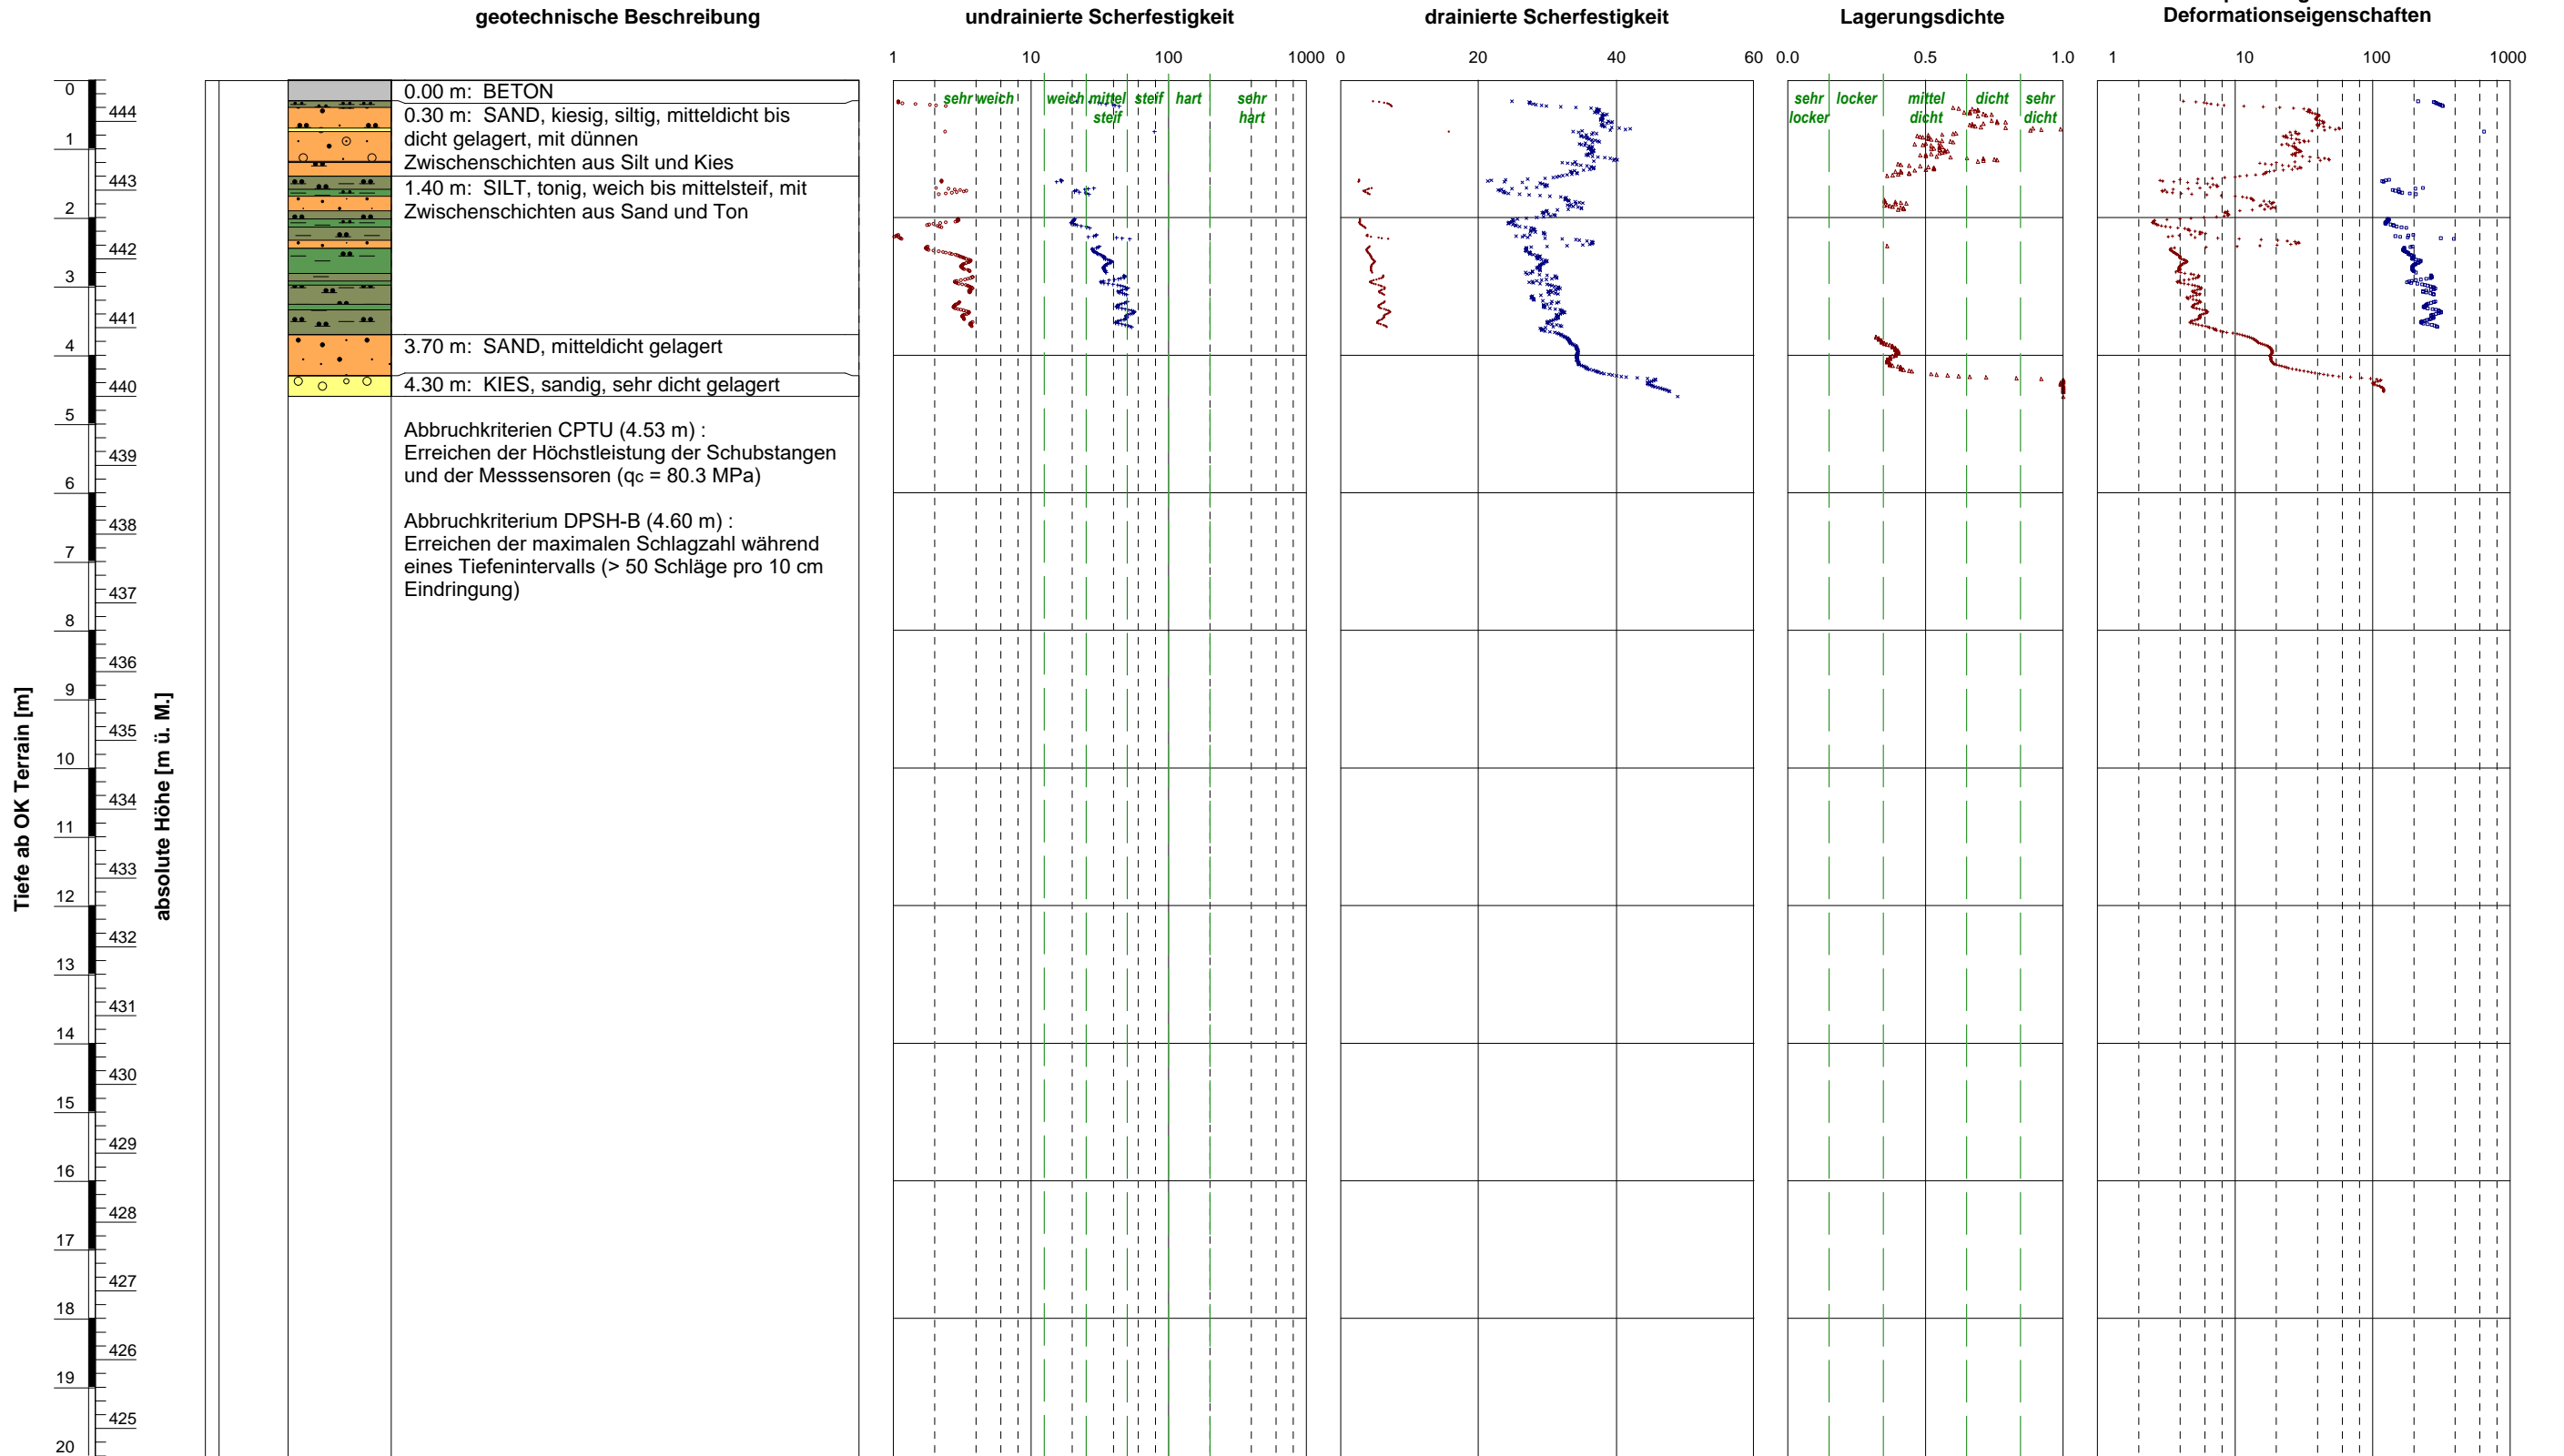 geotechnische Beschreibung
undrainierte Scherfestigkeit
drainierte Scherfestigkeit
Lagerungsdichte
Deformationseigenschaften
1 10 100 1000
0 20 40 60
0.0 0.5 1.0
1 10 100 1000
sehr weich weich mittel steif steif hart sehr hart
sehr locker locker mittel dicht dicht sehr dicht
0.00 m: BETON
0.30 m: SAND, kiesig, siltig, mitteldicht bis
dicht gelagert, mit dünnen
Zwischenschichten aus Silt und Kies
1.40 m: SILT, tonig, weich bis mittelsteif, mit
Zwischenschichten aus Sand und Ton
3.70 m: SAND, mitteldicht gelagert
4.30 m: KIES, sandig, sehr dicht gelagert
Abbruchkriterien CPTU (4.53 m) :
Erreichen der Höchstleistung der Schubstangen
und der Messsensoren (qc = 80.3 MPa)
Abbruchkriterium DPSH-B (4.60 m) :
Erreichen der maximalen Schlagzahl während
eines Tiefenintervalls (> 50 Schläge pro 10 cm
Eindringung)
Tiefe ab OK Terrain [m]
0
1
2
3
4
5
6
7
8
9
10
11
12
13
14
15
16
17
18
19
20
absolute Höhe [m ü. M.]
444
443
442
441
440
439
438
437
436
435
434
433
432
431
430
429
428
427
426
425